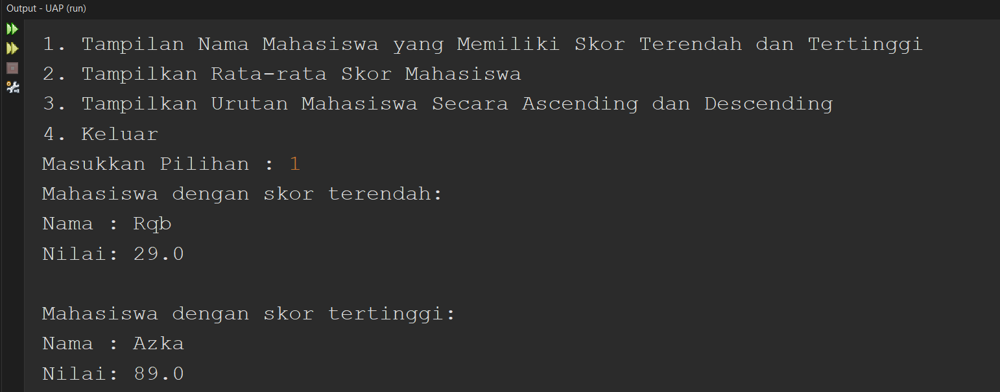 Output - UAP (run)
1. Tampilan Nama Mahasiswa yang Memiliki Skor Terendah dan Tertinggi
2. Tampilkan Rata-rata Skor Mahasiswa
3. Tampilkan Urutan Mahasiswa Secara Ascending dan Descending
4. Keluar
Masukkan Pilihan : 1
Mahasiswa dengan skor terendah:
Nama : Rqb
Nilai: 29.0
Mahasiswa dengan skor tertinggi:
Nama : Azka
Nilai: 89.0